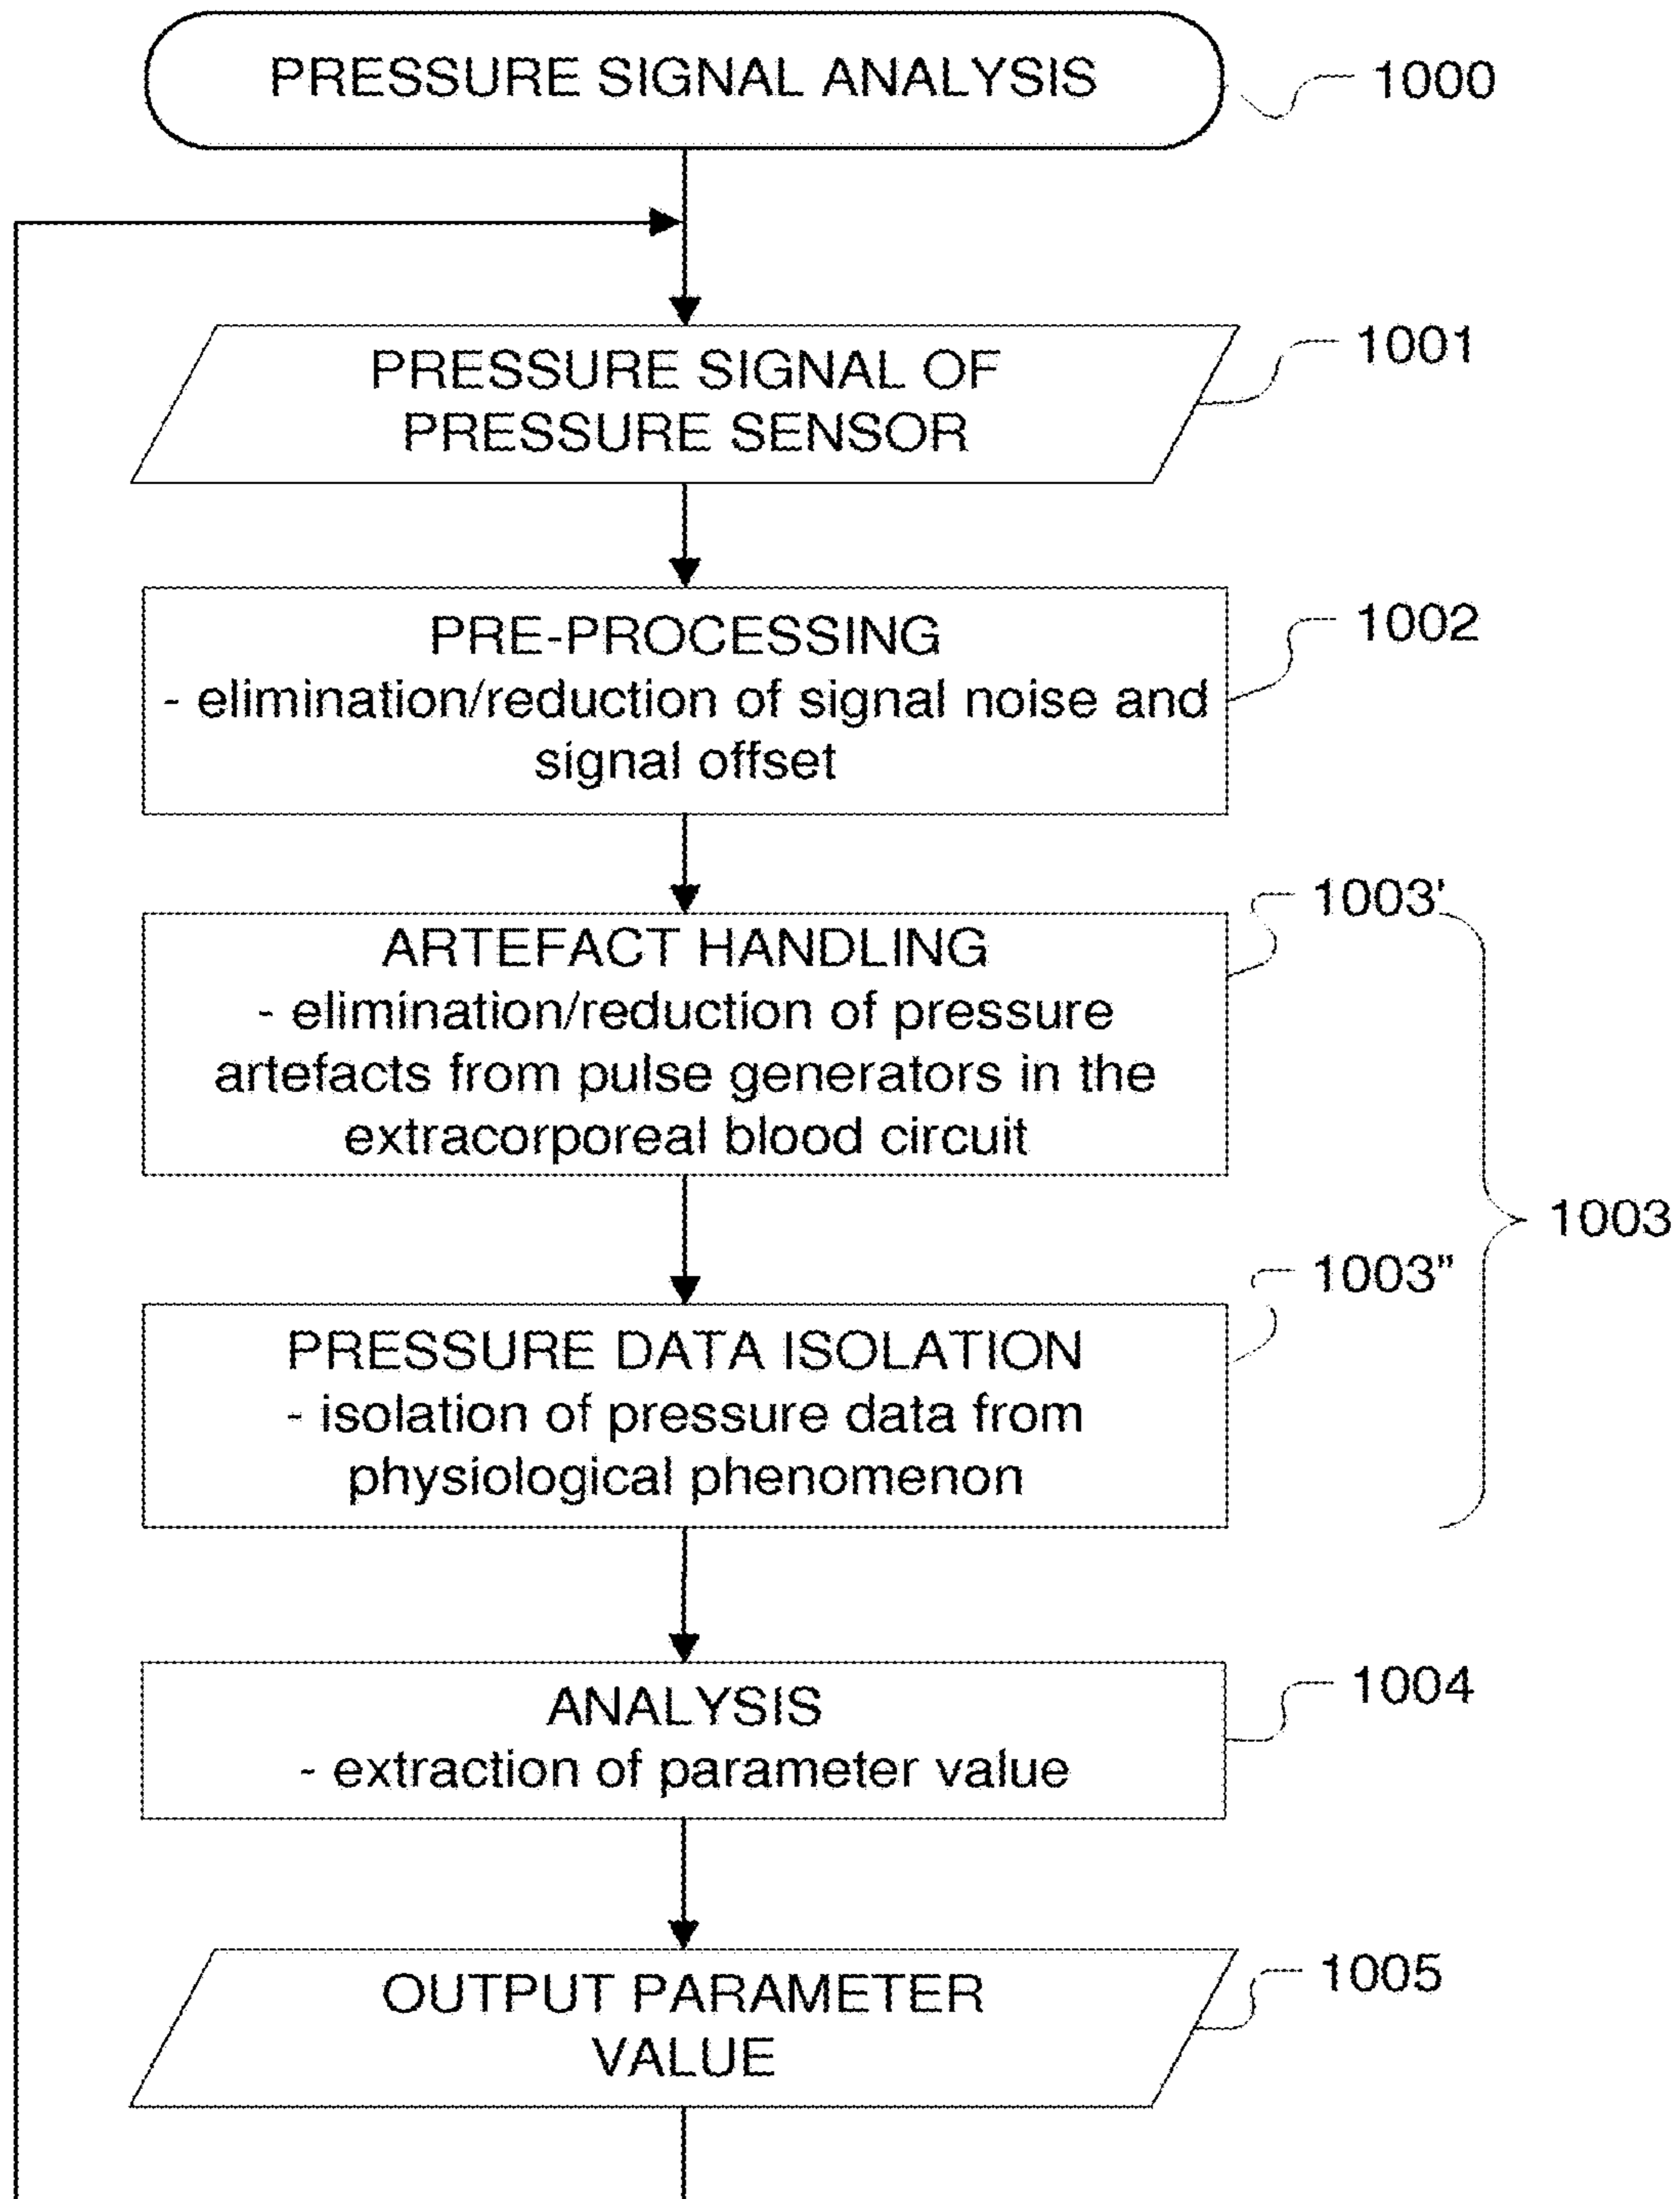 PRESSURE SIGNAL ANALYSIS
1000
PRESSURE SIGNAL OF
PRESSURE SENSOR
1001
PRE-PROCESSING
- elimination/reduction of signal noise and
signal offset
1002
ARTEFACT HANDLING
- elimination/reduction of pressure
artefacts from pulse generators in the
extracorporeal blood circuit
1003'
PRESSURE DATA ISOLATION
- isolation of pressure data from
physiological phenomenon
1003"
1003
ANALYSIS
- extraction of parameter value
1004
OUTPUT PARAMETER
VALUE
1005